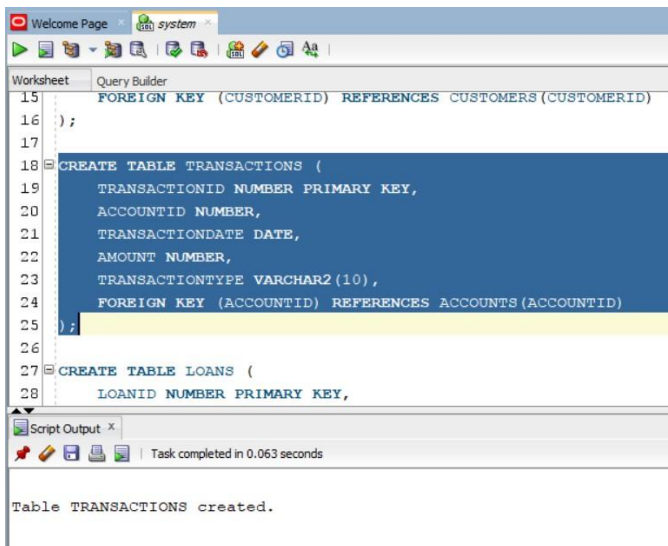 Welcome Page
system
Worksheet Query Builder
15 FOREIGN KEY (CUSTOMERID) REFERENCES CUSTOMERS(CUSTOMERID)
16 );
17
18 CREATE TABLE TRANSACTIONS (
19 TRANSACTIONID NUMBER PRIMARY KEY,
20 ACCOUNTID NUMBER,
21 TRANSACTIONDATE DATE,
22 AMOUNT NUMBER,
23 TRANSACTIONTYPE VARCHAR2(10),
24 FOREIGN KEY (ACCOUNTID) REFERENCES ACCOUNTS(ACCOUNTID)
25 );
26
27 CREATE TABLE LOANS (
28 LOANID NUMBER PRIMARY KEY,
Script Output x
Task completed in 0.063 seconds
Table TRANSACTIONS created.